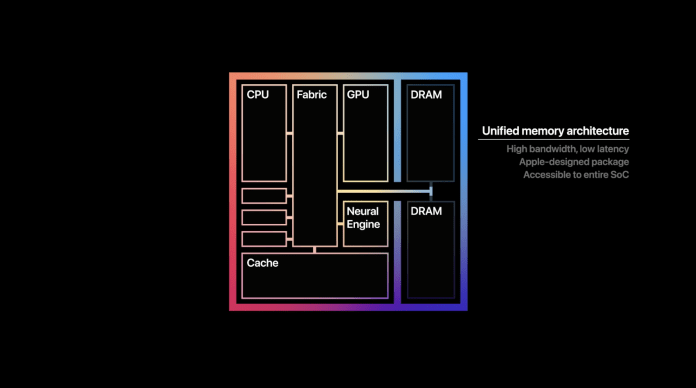 CPU
Fabric
GPU
DRAM
Unified memory architecture
High bandwidth, low latency
Apple-designed package
Accessible to entire SoC
Neural
Engine
DRAM
Cache